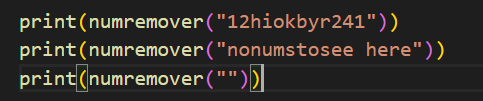 print(numremover("12hiokbyr241"))
print(numremover("nonumstosee here"))
print(numremover(""))